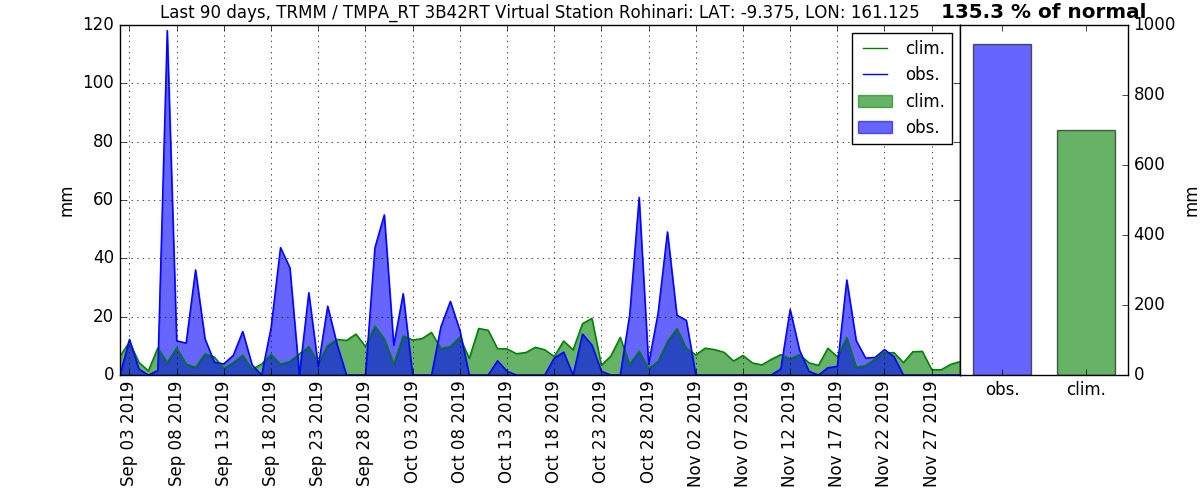 Last 90 days, TRMM / TMPA_RT 3B42RT Virtual Station Rohinari: LAT: -9.375, LON: 161.125
135.3 % of normal
120
100
80
60
40
20
0
mm
clim.
obs.
clim.
obs.
1000
800
600
400
200
0
mm
Sep 03 2019
Sep 08 2019
Sep 13 2019
Sep 18 2019
Sep 23 2019
Sep 28 2019
Oct 03 2019
Oct 08 2019
Oct 13 2019
Oct 18 2019
Oct 23 2019
Oct 28 2019
Nov 02 2019
Nov 07 2019
Nov 12 2019
Nov 17 2019
Nov 22 2019
Nov 27 2019
obs.
clim.